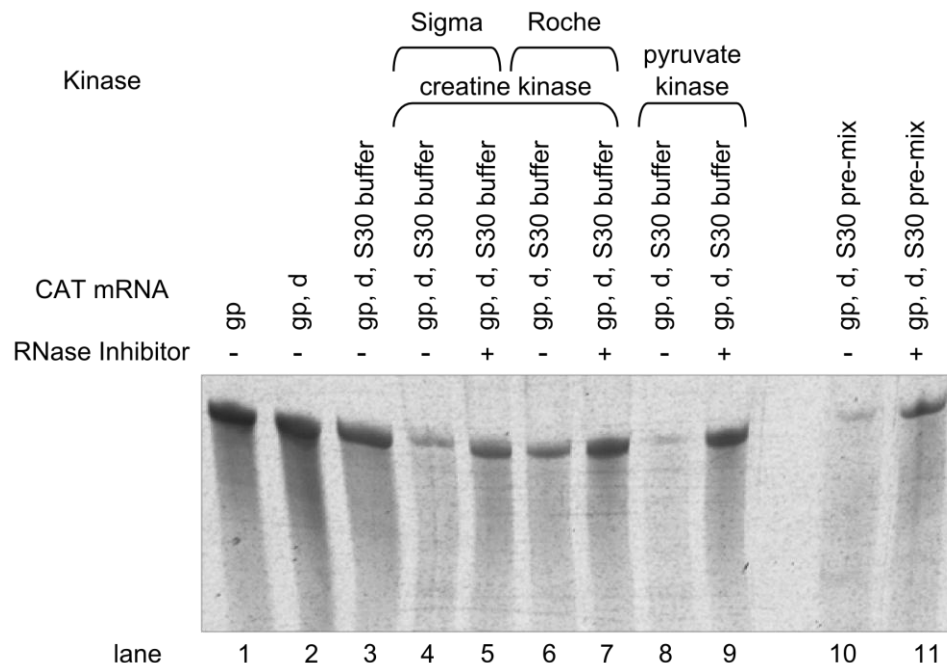 Sigma Roche
Kinase creatine kinase pyruvate kinase
CAT mRNA gp gp, d gp, d, S30 buffer gp, d, S30 buffer gp, d, S30 buffer gp, d, S30 buffer gp, d, S30 buffer gp, d, S30 buffer gp, d, S30 buffer gp, d, S30 pre-mix gp, d, S30 pre-mix
RNase Inhibitor - - - - + - + - + - +
lane 1 2 3 4 5 6 7 8 9 10 11